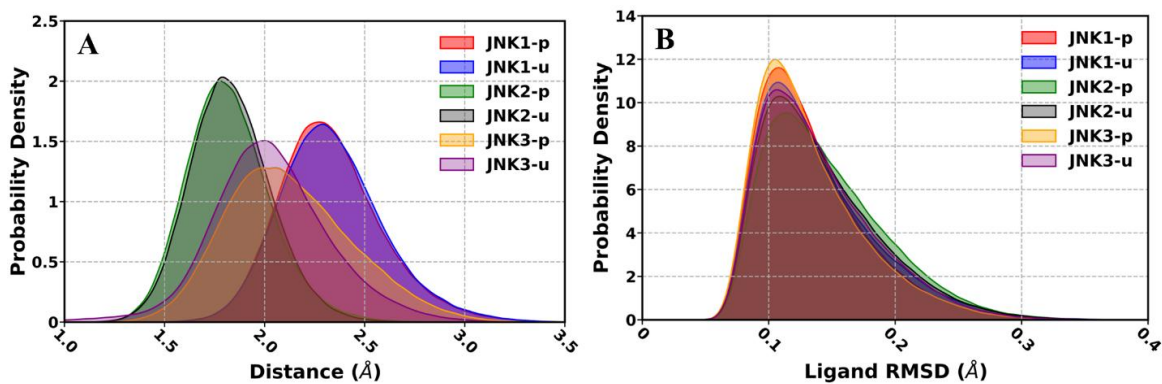 A
2.5
2
1.5
1
0.5
0
1.0 1.5 2.0 2.5 3.0 3.5
Probability Density
Distance (Å)
JNK1-p
JNK1-u
JNK2-p
JNK2-u
JNK3-p
JNK3-u
B
14
12
10
8
6
4
2
0
0 0.1 0.2 0.3 0.4
Probability Density
Ligand RMSD (Å)
JNK1-p
JNK1-u
JNK2-p
JNK2-u
JNK3-p
JNK3-u